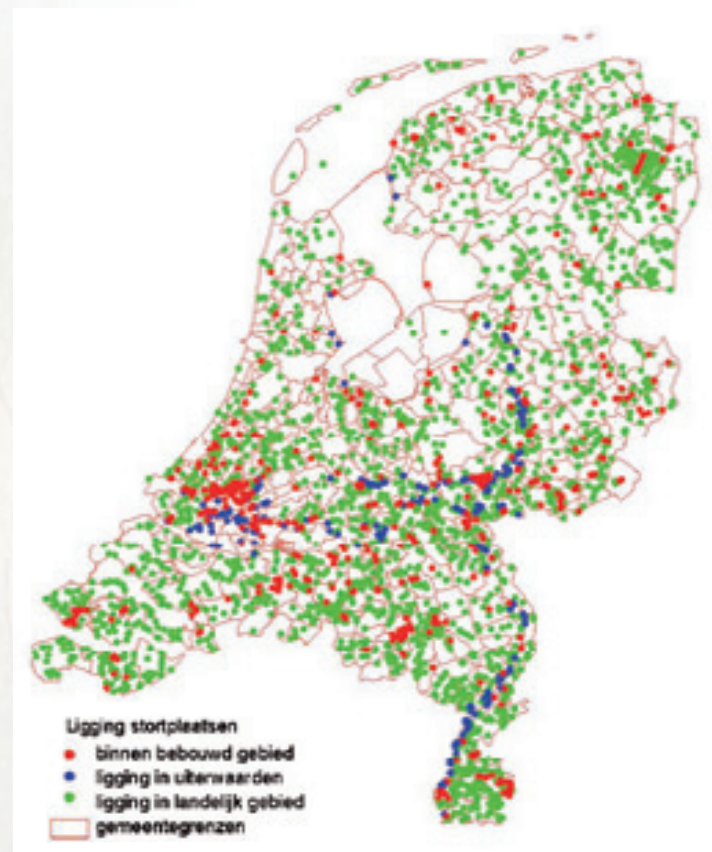 Ligging stortplaatsen
binnen bebouwd gebied
ligging in uiterwaarden
ligging in landelijk gebied
gemeentegrenzen